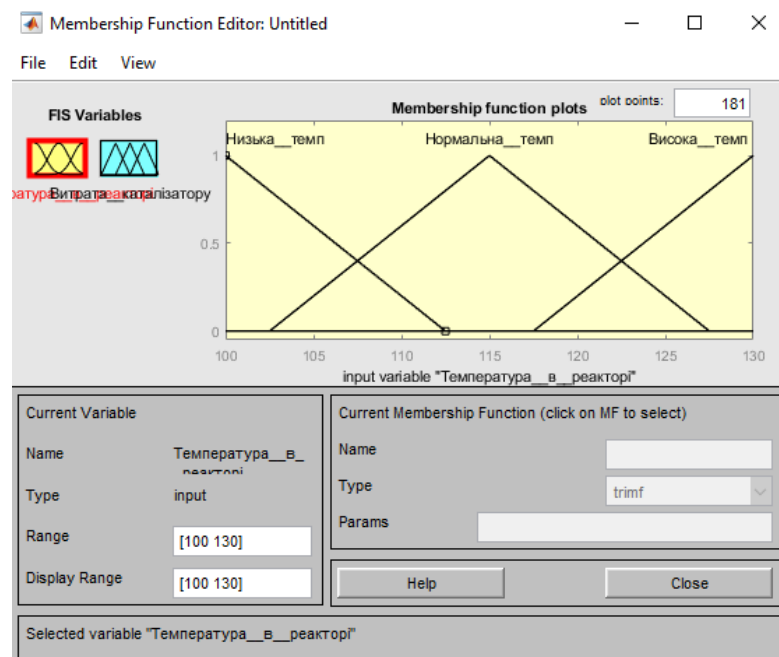 Membership Function Editor: Untitled
File Edit View
FIS Variables
Membership function plots plot points: 181
Низька__темп Нормальна__темп Висока__темп
Витрата__каталізатору
1
0.5
0
100 105 110 115 120 125 130
input variable "Температура__в__реакторі"
Current Variable
Name Температура__в_
_реакторі
Type input
Range [100 130]
Display Range [100 130]
Current Membership Function (click on MF to select)
Name
Type trimf
Params
Help Close
Selected variable "Температура__в__реакторі"